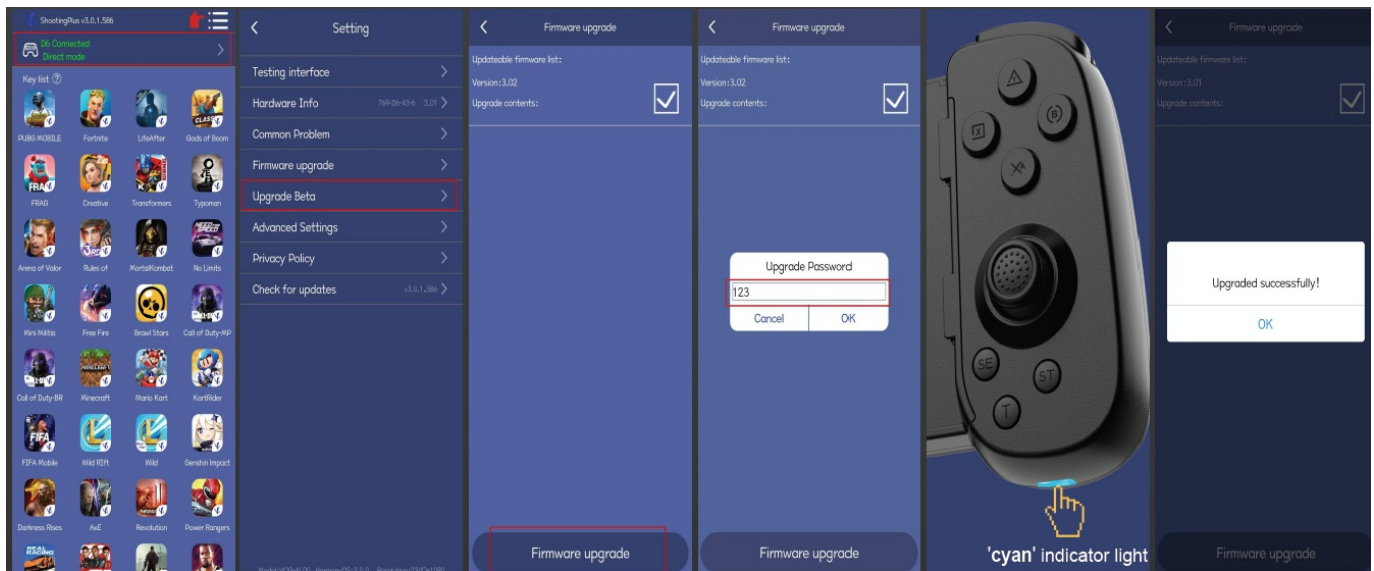 ShootingPlus v3.0.1.586
D6 Connected
Direct mode
Key list ?
PUBG MOBILE Fortnite LifeAfter Gods of Boom
FRAG Creative Transformers Typoman
Arena of Valor Rules of MortalKombat No Limits
Mini Militia Free Fire Brawl Stars Call of Duty-MP
Call of Duty-BR Minecraft Mario Kart KartRider
FIFA Mobile Wild Rift Wild Genshin Impact
Darkness Rises AxE Revolution Power Rangers
Setting
Testing interface
Hardware Info 3.01
Common Problem
Firmware upgrade
Upgrade Beta
Advanced Settings
Privacy Policy
Check for updates v3.0.1.586
Firmware upgrade
Updateable firmware list:
Version:3.02
Upgrade contents:
Firmware upgrade
Firmware upgrade
Updateable firmware list:
Version:3.02
Upgrade contents:
Upgrade Password
123
Cancel OK
Firmware upgrade
A
B
X
SE
ST
T
'cyan' indicator light
Firmware upgrade
Updateable firmware list:
Version:3.01
Upgrade contents:
Upgraded successfully!
OK
Firmware upgrade